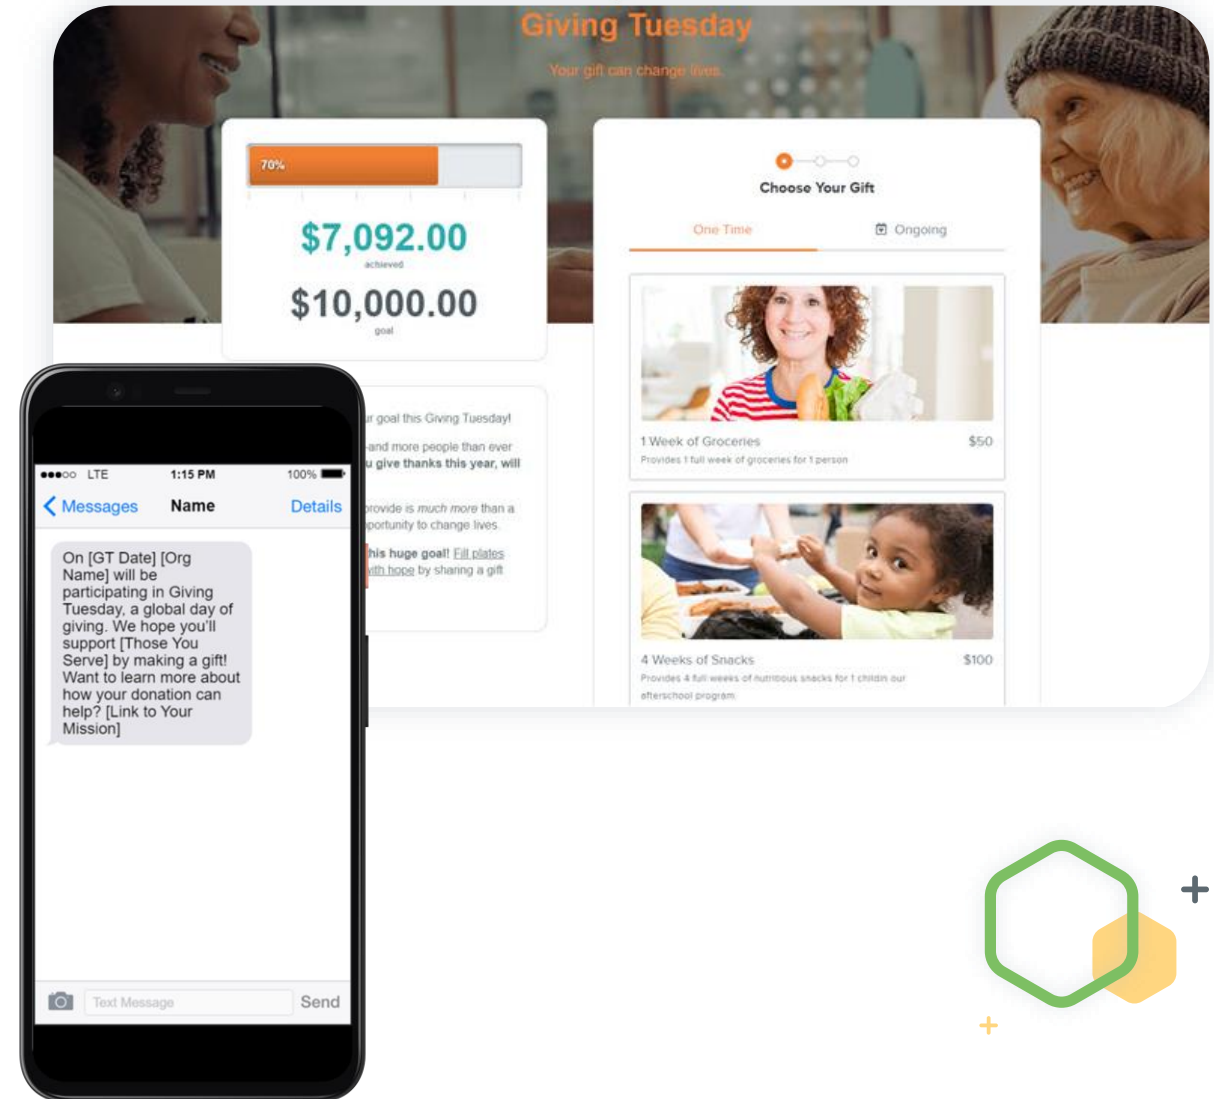 Giving Tuesday
Your gift can change lives.
70%
$7,092.00
achieved
$10,000.00
goal
ur goal this Giving Tuesday!
-and more people than ever
u give thanks this year, will
provide is much more than a
pportunity to change lives.
this huge goal! Fill plates
with hope by sharing a gift
Choose Your Gift
One Time
Ongoing
1 Week of Groceries
$50
Provides 1 full week of groceries for 1 person
4 Weeks of Snacks
$100
Provides 4 full weeks of nutritious snacks for 1 childin our
afterschool program.
LTE
1:15 PM
100%
Messages
Name
Details
On [GT Date] [Org
Name] will be
participating in Giving
Tuesday, a global day of
giving. We hope you'll
support [Those You
Serve] by making a gift!
Want to learn more about
how your donation can
help? [Link to Your
Mission]
Text Message
Send